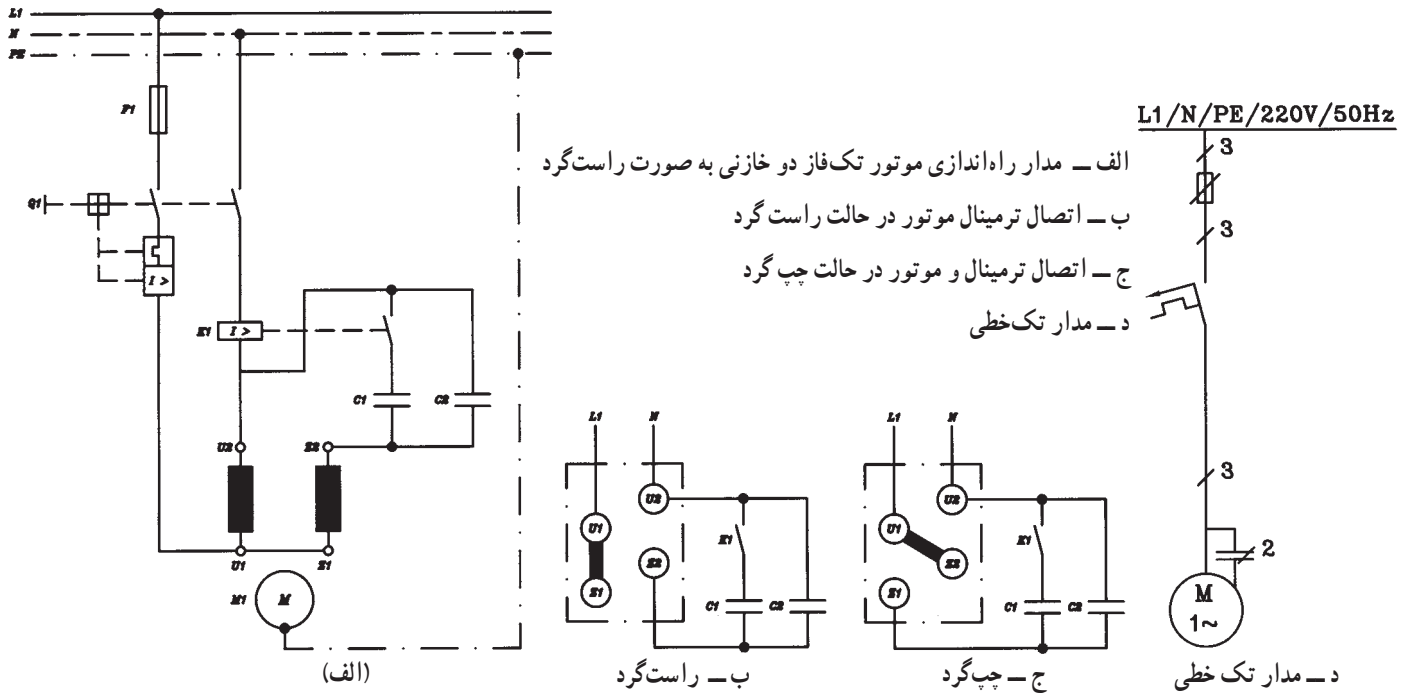 L1
N
PE
F1
Q1
I >
K1 I >
C1 C2
U2 Z2
U1 Z1
M1 M
(الف)
الف ــ مدار راه‌اندازی موتور تک‌فاز دو خازنی به صورت راست‌گرد
ب ــ اتصال ترمینال موتور در حالت راست گرد
ج ــ اتصال ترمینال و موتور در حالت چپ گرد
د ــ مدار تک‌خطی
L1 N
U2
U1
K1
Z2
Z1
C1 C2
ب ــ راست‌گرد
L1 N
U2
U1
K1
Z2
Z1
C1 C2
ج ــ چپ‌گرد
L1/N/PE/220V/50Hz
3
3
3
2
M
1~
د ــ مدار تک خطی